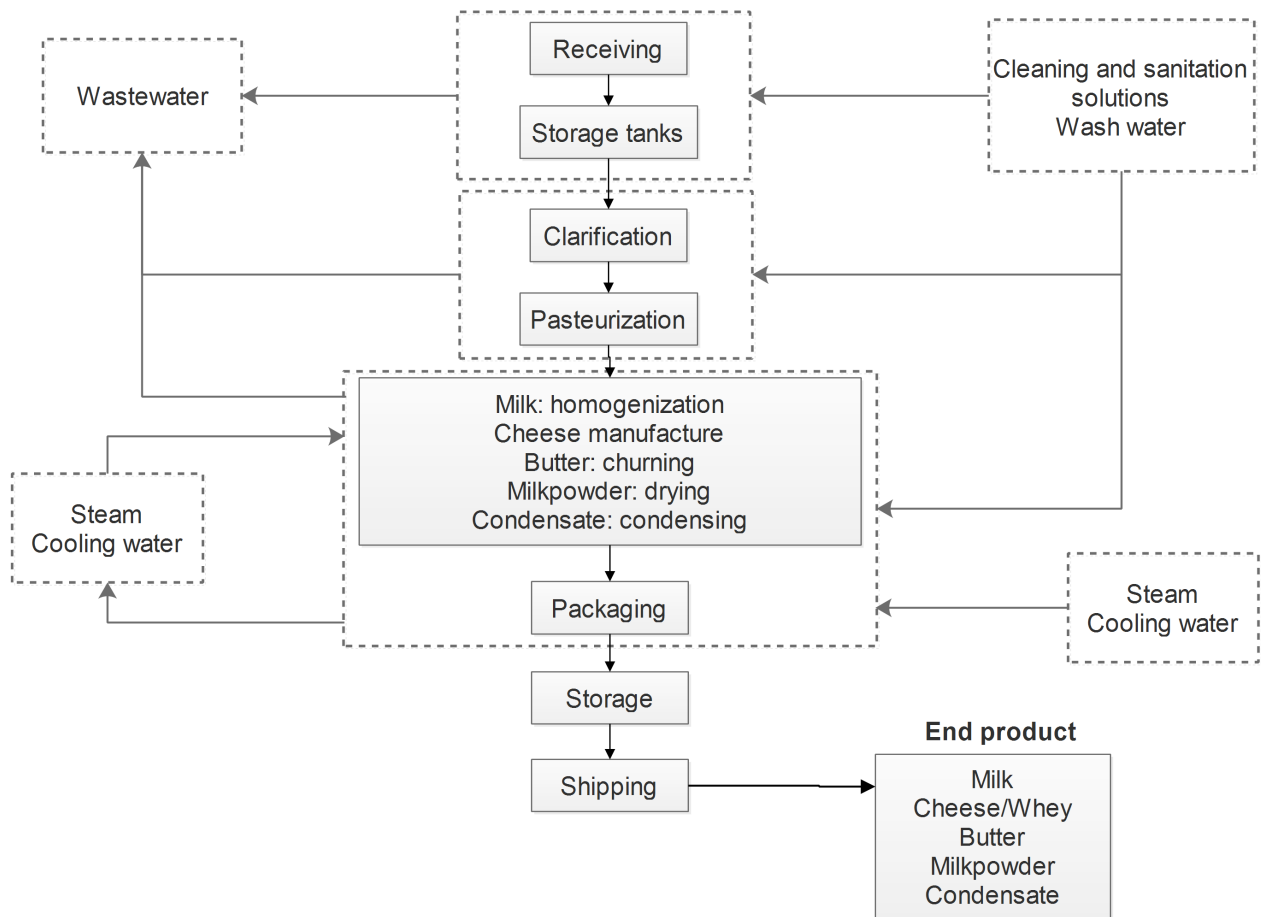 Receiving
Wastewater
Cleaning and sanitation
solutions
Wash water
Storage tanks
Clarification
Pasteurization
Milk: homogenization
Cheese manufacture
Butter: churning
Milkpowder: drying
Condensate: condensing
Steam
Cooling water
Packaging
Steam
Cooling water
Storage
Shipping
End product
Milk
Cheese/Whey
Butter
Milkpowder
Condensate